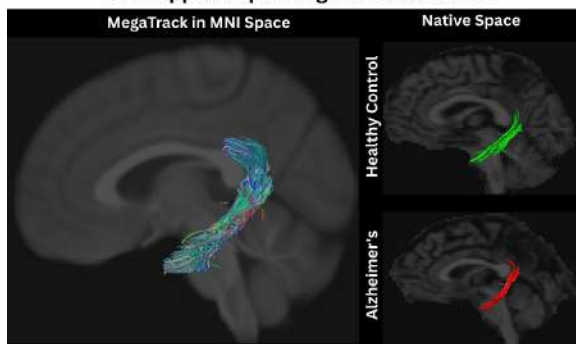 MegaTrack in MNI Space
Native Space
Healthy Control
Alzheimer's